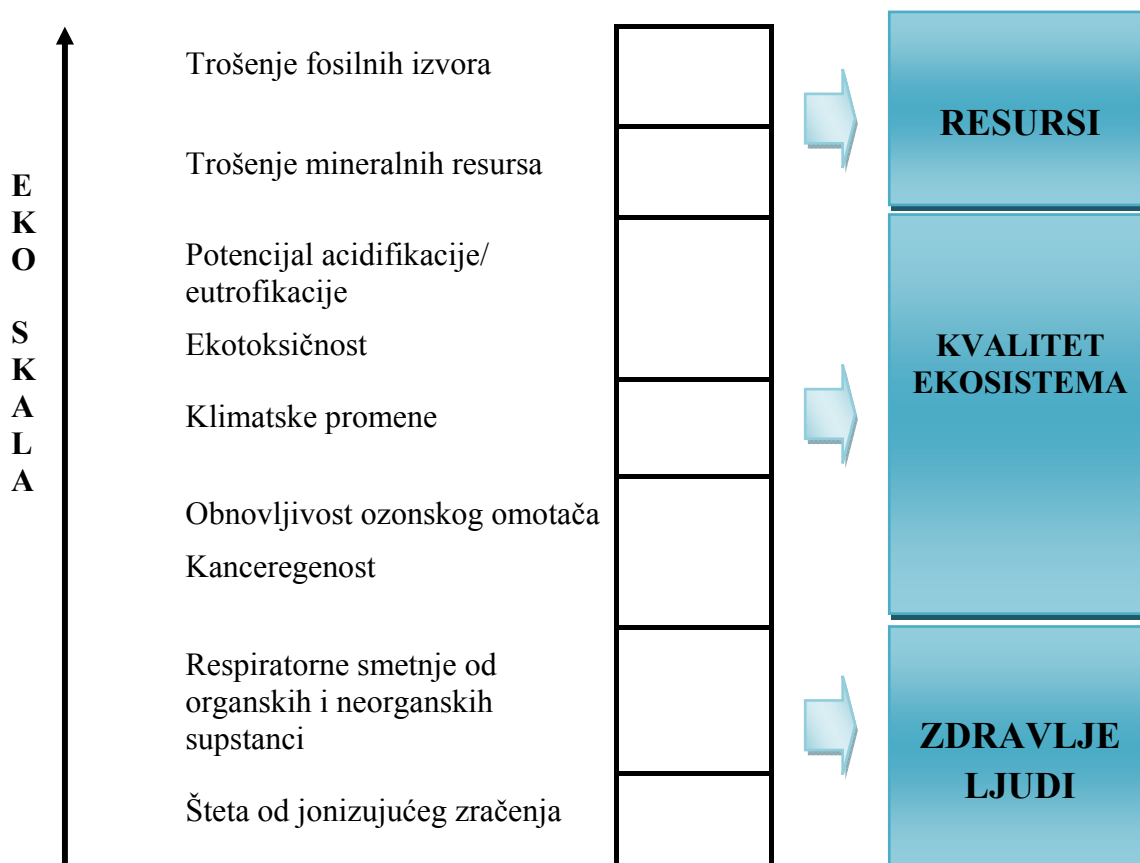 E
K
O
S
K
A
L
A
Trošenje fosilnih izvora
Trošenje mineralnih resursa
Potencijal acidifikacije/
eutrofikacije
Ekotoksičnost
Klimatske promene
Obnovljivost ozonskog omotača
Kanceregenost
Respiratorne smetnje od
organskih i neorganskih
supstanci
Šteta od jonizujućeg zračenja
RESURSI
KVALITET
EKOSISTEMA
ZDRAVLJE
LJUDI